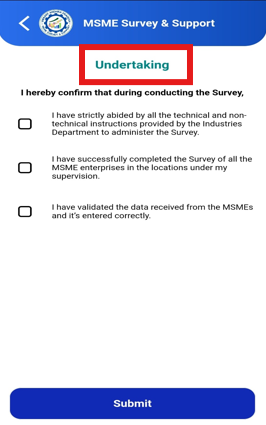 MSME Survey & Support
Undertaking
I hereby confirm that during conducting the Survey,
I have strictly abided by all the technical and non-
technical instructions provided by the Industries
Department to administer the Survey.
I have successfully completed the Survey of all the
MSME enterprises in the locations under my
supervision.
I have validated the data received from the MSMEs
and it's entered correctly.
Submit